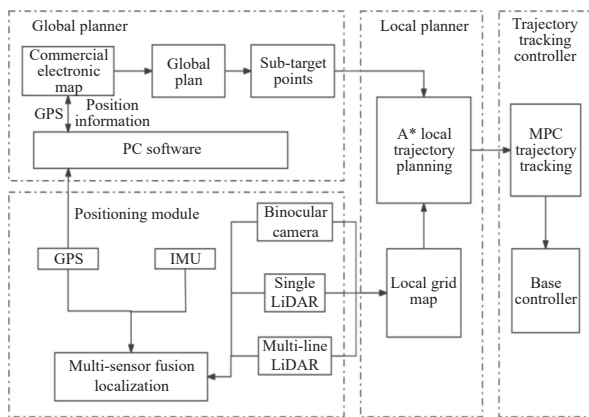 Global planner
Commercial
electronic
map
Global
plan
Sub-target
points
GPS
Position
information
PC software
Positioning module
GPS
IMU
Binocular
camera
Single
LiDAR
Multi-line
LiDAR
Multi-sensor fusion
localization
Local planner
A* local
trajectory
planning
Local grid
map
Trajectory
tracking
controller
MPC
trajectory
tracking
Base
controller